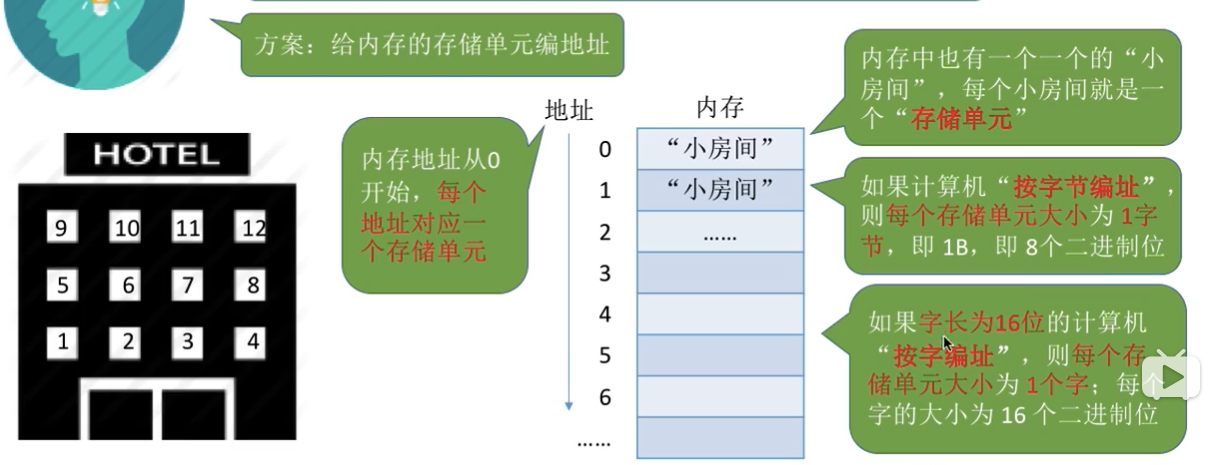 方案：给内存的存储单元编地址
HOTEL
9 10 11 12
5 6 7 8
1 2 3 4
内存地址从0
开始，每个
地址对应一
个存储单元
地址
0
1
2
3
4
5
6
……
内存
“小房间”
“小房间”
……
内存中也有一个一个的“小
房间”，每个小房间就是一
个“存储单元”
如果计算机“按字节编址”，
则每个存储单元大小为 1字
节，即 1B，即 8个二进制位
如果字长为16位的计算机
“按字编址”，则每个存
储单元大小为 1个字；每个
字的大小为 16 个二进制位